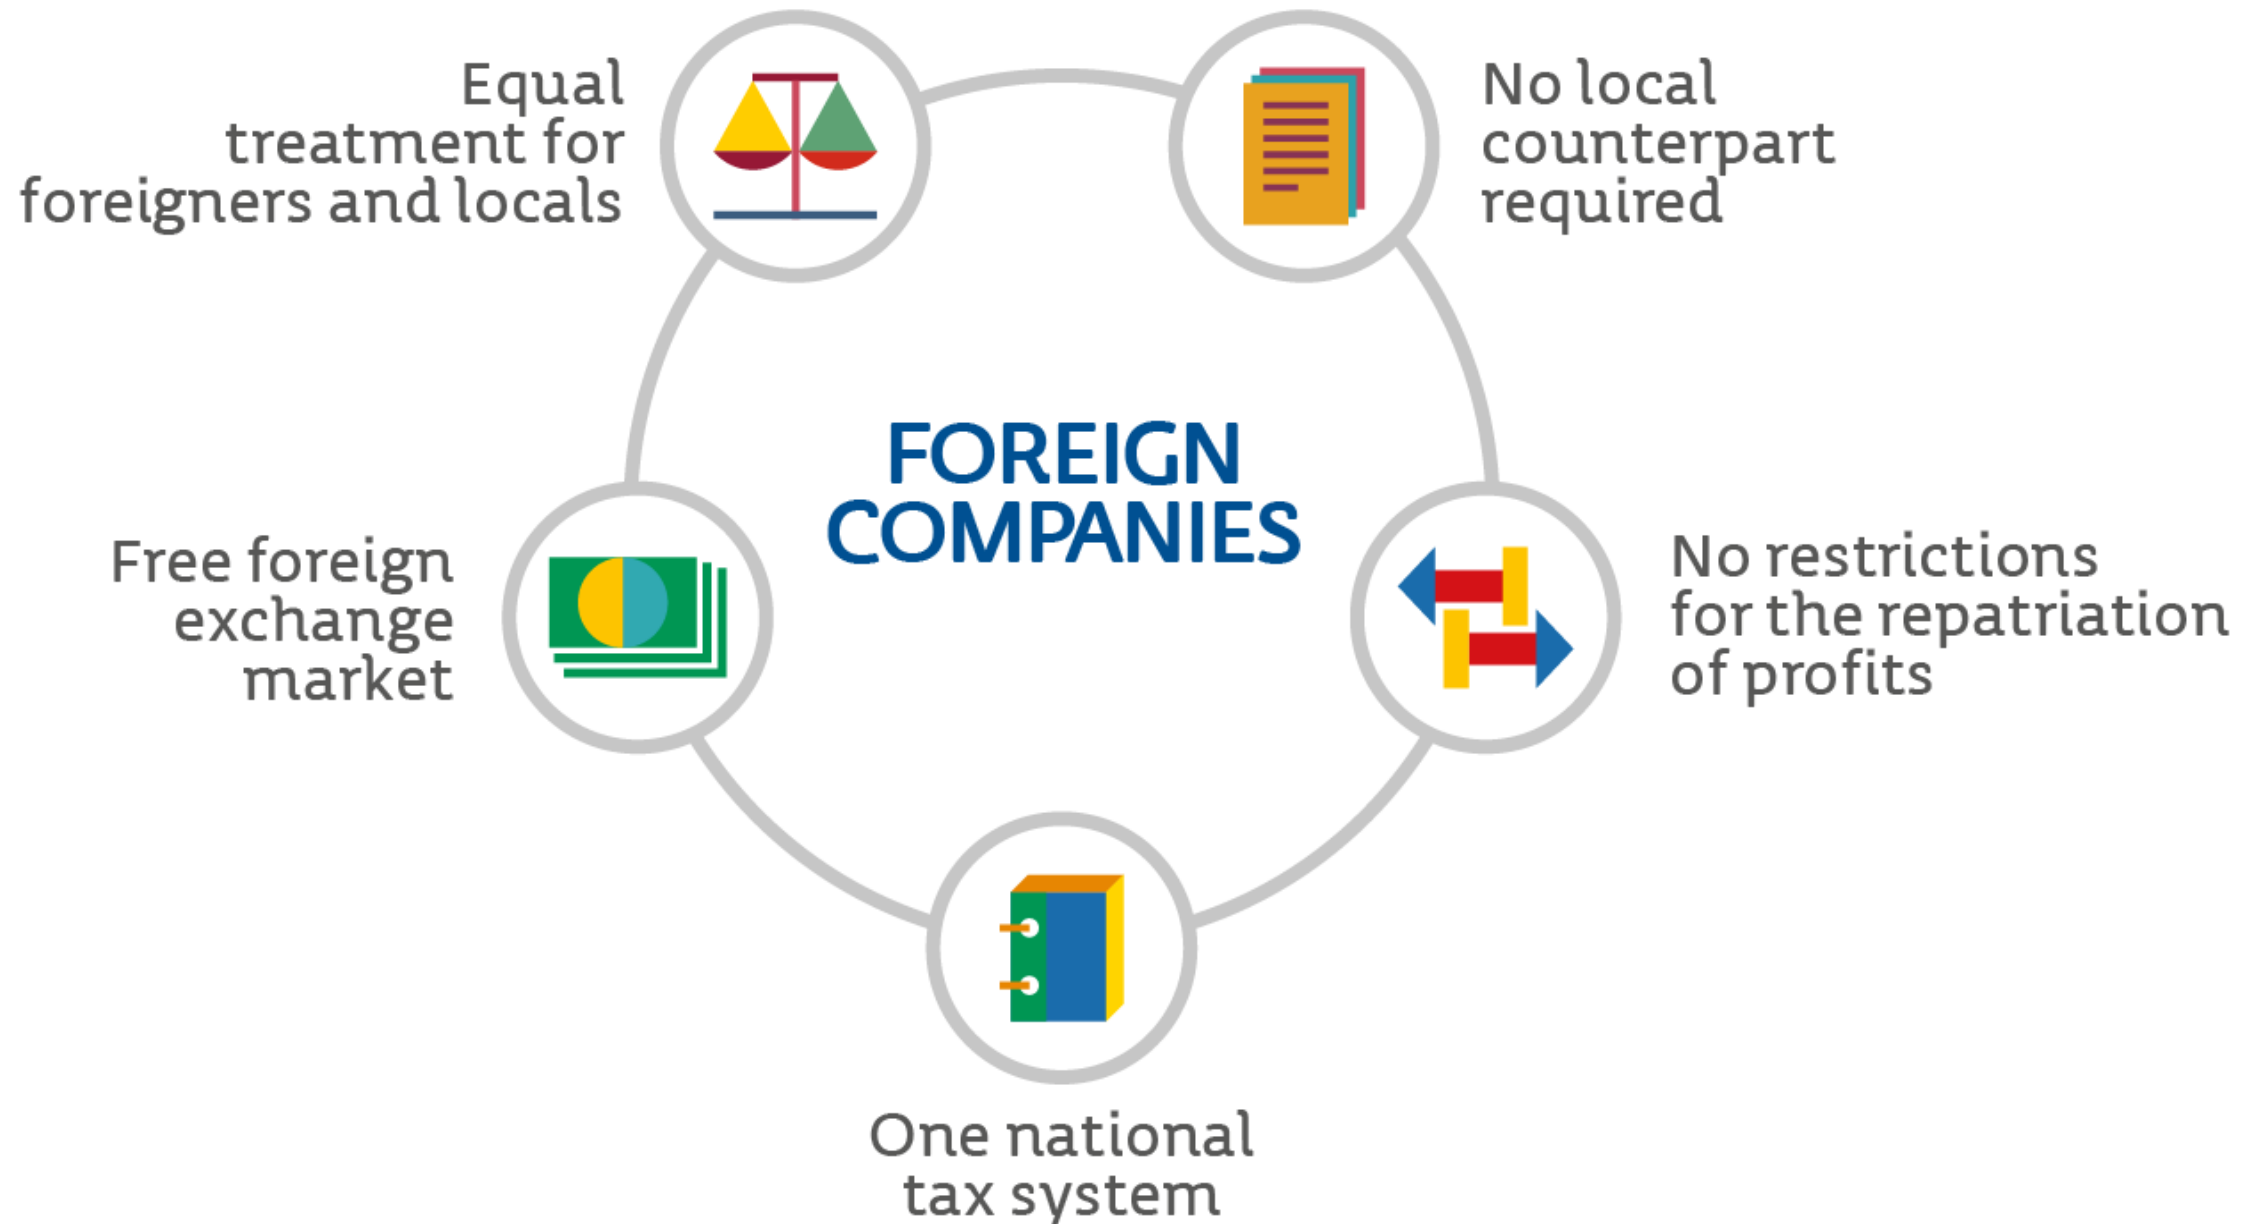 Equal
treatment for
foreigners and locals
No local
counterpart
required
FOREIGN
COMPANIES
Free foreign
exchange
market
No restrictions
for the repatriation
of profits
One national
tax system